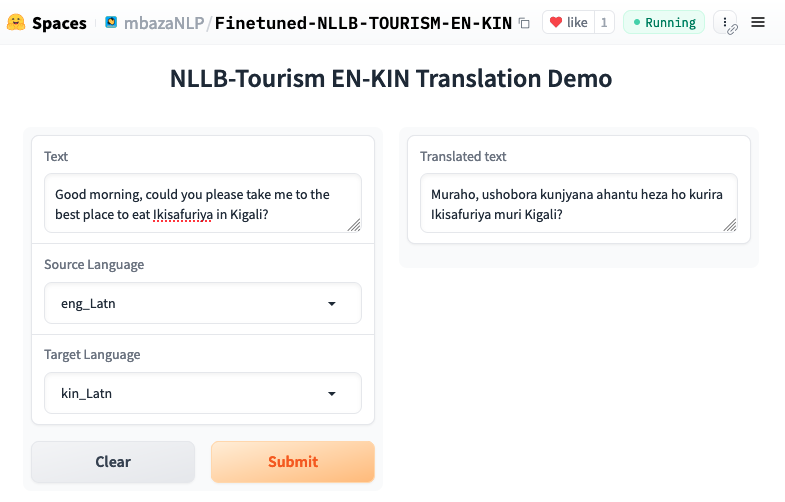 Spaces mbazaNLP/Finetuned-NLLB-TOURISM-EN-KIN like 1 Running
NLLB-Tourism EN-KIN Translation Demo
Text
Good morning, could you please take me to the
best place to eat Ikisafuriya in Kigali?
Source Language
eng_Latn
Target Language
kin_Latn
Clear Submit
Translated text
Muraho, ushobora kunjyana ahantu heza ho kurira
Ikisafuriya muri Kigali?